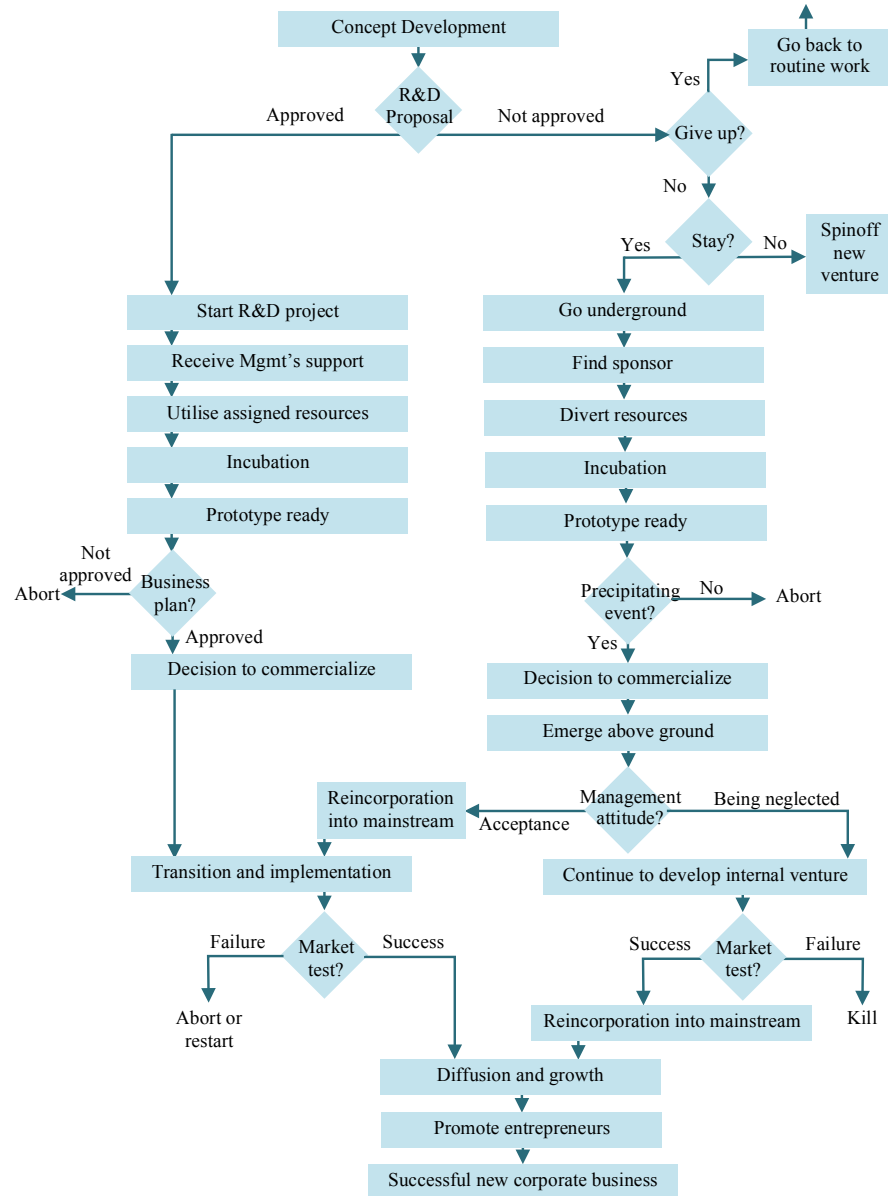 Concept Development
Go back to
routine work
R&D
Proposal
Yes
Approved
Not approved
Give up?
No
Stay?
Yes
No
Spinoff
new
venture
Start R&D project
Go underground
Receive Mgmt's support
Find sponsor
Utilise assigned resources
Divert resources
Incubation
Incubation
Prototype ready
Prototype ready
Not
approved
Abort
Business
plan?
Precipitating
event?
No
Abort
Approved
Yes
Decision to commercialize
Decision to commercialize
Emerge above ground
Reincorporation
into mainstream
Acceptance
Management
attitude?
Being neglected
Transition and implementation
Continue to develop internal venture
Failure
Market
test?
Success
Success
Market
test?
Failure
Abort or
restart
Reincorporation into mainstream
Kill
Diffusion and growth
Promote entrepreneurs
Successful new corporate business